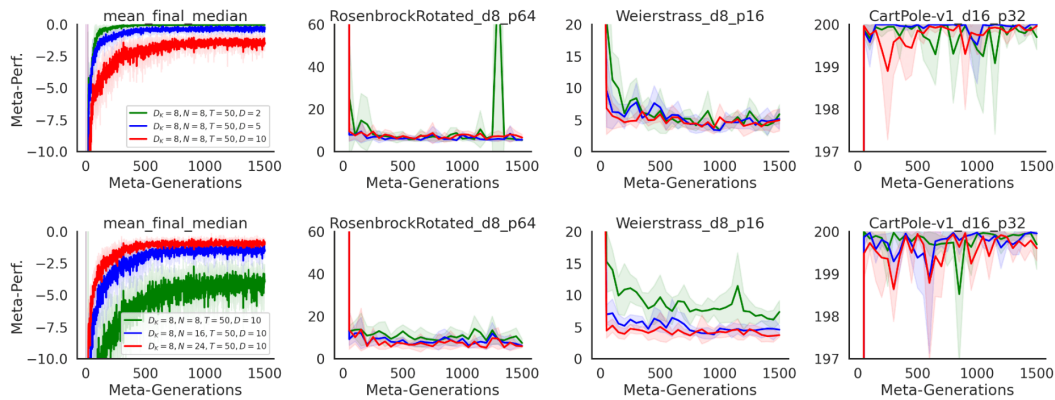 mean_final_median
RosenbrockRotated_d8_p64
Weierstrass_d8_p16
CartPole-v1_d16_p32
Meta-Perf.
0.0
−2.5
−5.0
−7.5
−10.0
D_K = 8, N = 8, T = 50, D = 2
D_K = 8, N = 8, T = 50, D = 5
D_K = 8, N = 8, T = 50, D = 10
0 500 1000 1500
Meta-Generations
60
40
20
0
0 500 1000 1500
Meta-Generations
20
15
10
5
0
0 500 1000 1500
Meta-Generations
200
199
198
197
0 500 1000 1500
Meta-Generations
mean_final_median
RosenbrockRotated_d8_p64
Weierstrass_d8_p16
CartPole-v1_d16_p32
Meta-Perf.
0.0
−2.5
−5.0
−7.5
−10.0
D_K = 8, N = 8, T = 50, D = 10
D_K = 8, N = 16, T = 50, D = 10
D_K = 8, N = 24, T = 50, D = 10
0 500 1000 1500
Meta-Generations
60
40
20
0
0 500 1000 1500
Meta-Generations
20
15
10
5
0
0 500 1000 1500
Meta-Generations
200
199
198
197
0 500 1000 1500
Meta-Generations